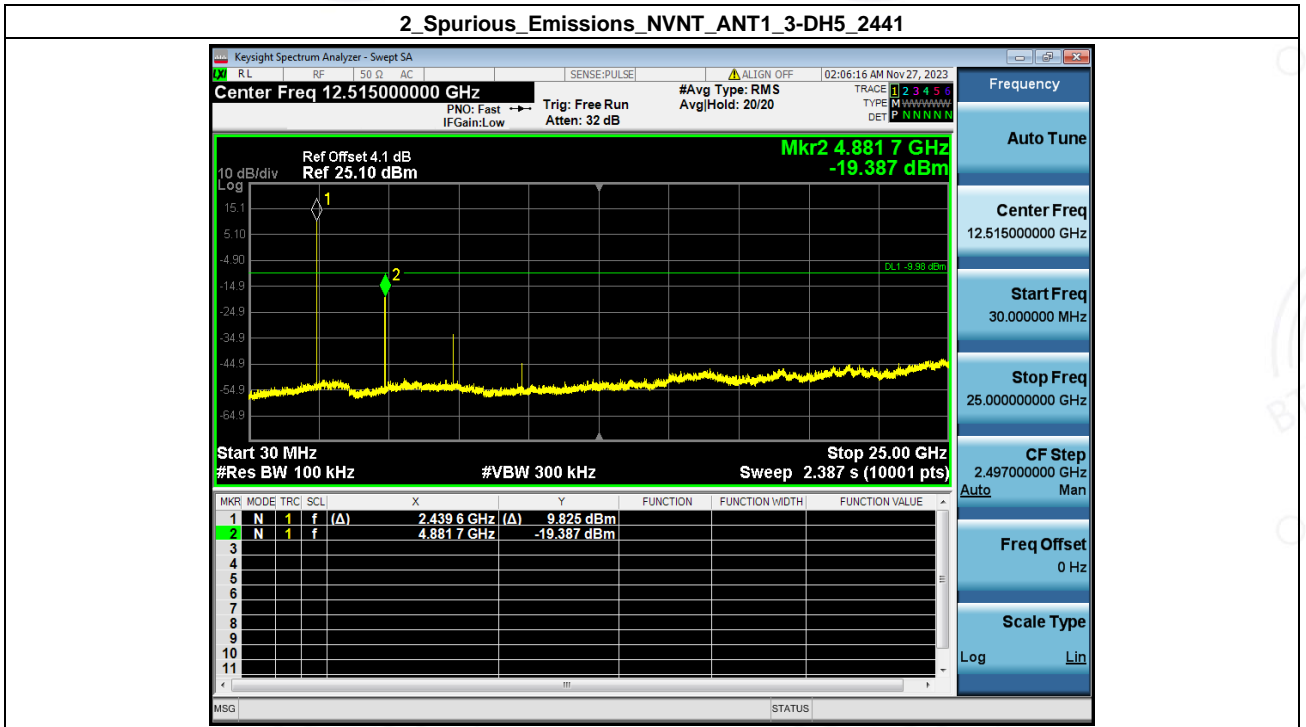 2_Spurious_Emissions_NVNT_ANT1_3-DH5_2441
Keysight Spectrum Analyzer - Swept SA
LXI RL RF 50 Ω AC SENSE:PULSE ALIGN OFF 02:06:16 AM Nov 27, 2023
Center Freq 12.515000000 GHz #Avg Type: RMS TRACE 1 2 3 4 5 6
PNO: Fast Trig: Free Run Avg|Hold: 20/20 TYPE M WWWWW
IFGain:Low Atten: 32 dB DET P N N N N N
Mkr2 4.881 7 GHz
-19.387 dBm
Ref Offset 4.1 dB
10 dB/div Ref 25.10 dBm
Log
1
15.1
5.10
-4.90
DL1 -9.98 dBm
2
-14.9
-24.9
-34.9
-44.9
-54.9
-64.9
Start 30 MHz Stop 25.00 GHz
#Res BW 100 kHz #VBW 300 kHz Sweep 2.387 s (10001 pts)
MKR MODE TRC SCL X Y FUNCTION FUNCTION WIDTH FUNCTION VALUE
1 N 1 f (Δ) 2.439 6 GHz (Δ) 9.825 dBm
2 N 1 f 4.881 7 GHz -19.387 dBm
3
4
5
6
7
8
9
10
11
MSG STATUS
Frequency
Auto Tune
Center Freq
12.515000000 GHz
Start Freq
30.000000 MHz
Stop Freq
25.000000000 GHz
CF Step
2.497000000 GHz
Auto Man
Freq Offset
0 Hz
Scale Type
Log Lin